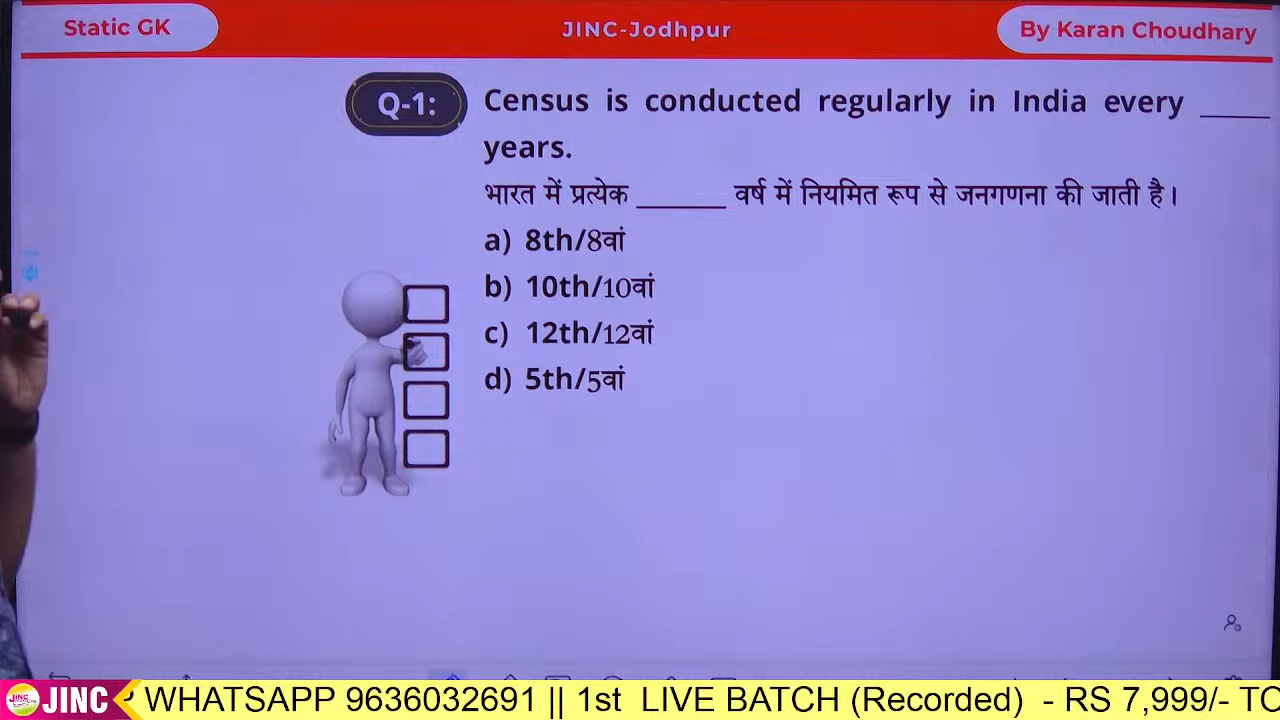 Static GK
JINC-Jodhpur
By Karan Choudhary
Q-1:
Census is conducted regularly in India every ____
years.
भारत में प्रत्येक ______ वर्ष में नियमित रूप से जनगणना की जाती है।
a) 8th/8वां
b) 10th/10वां
c) 12th/12वां
d) 5th/5वां
JINC WHATSAPP 9636032691 || 1st LIVE BATCH (Recorded) - RS 7,999/- TO